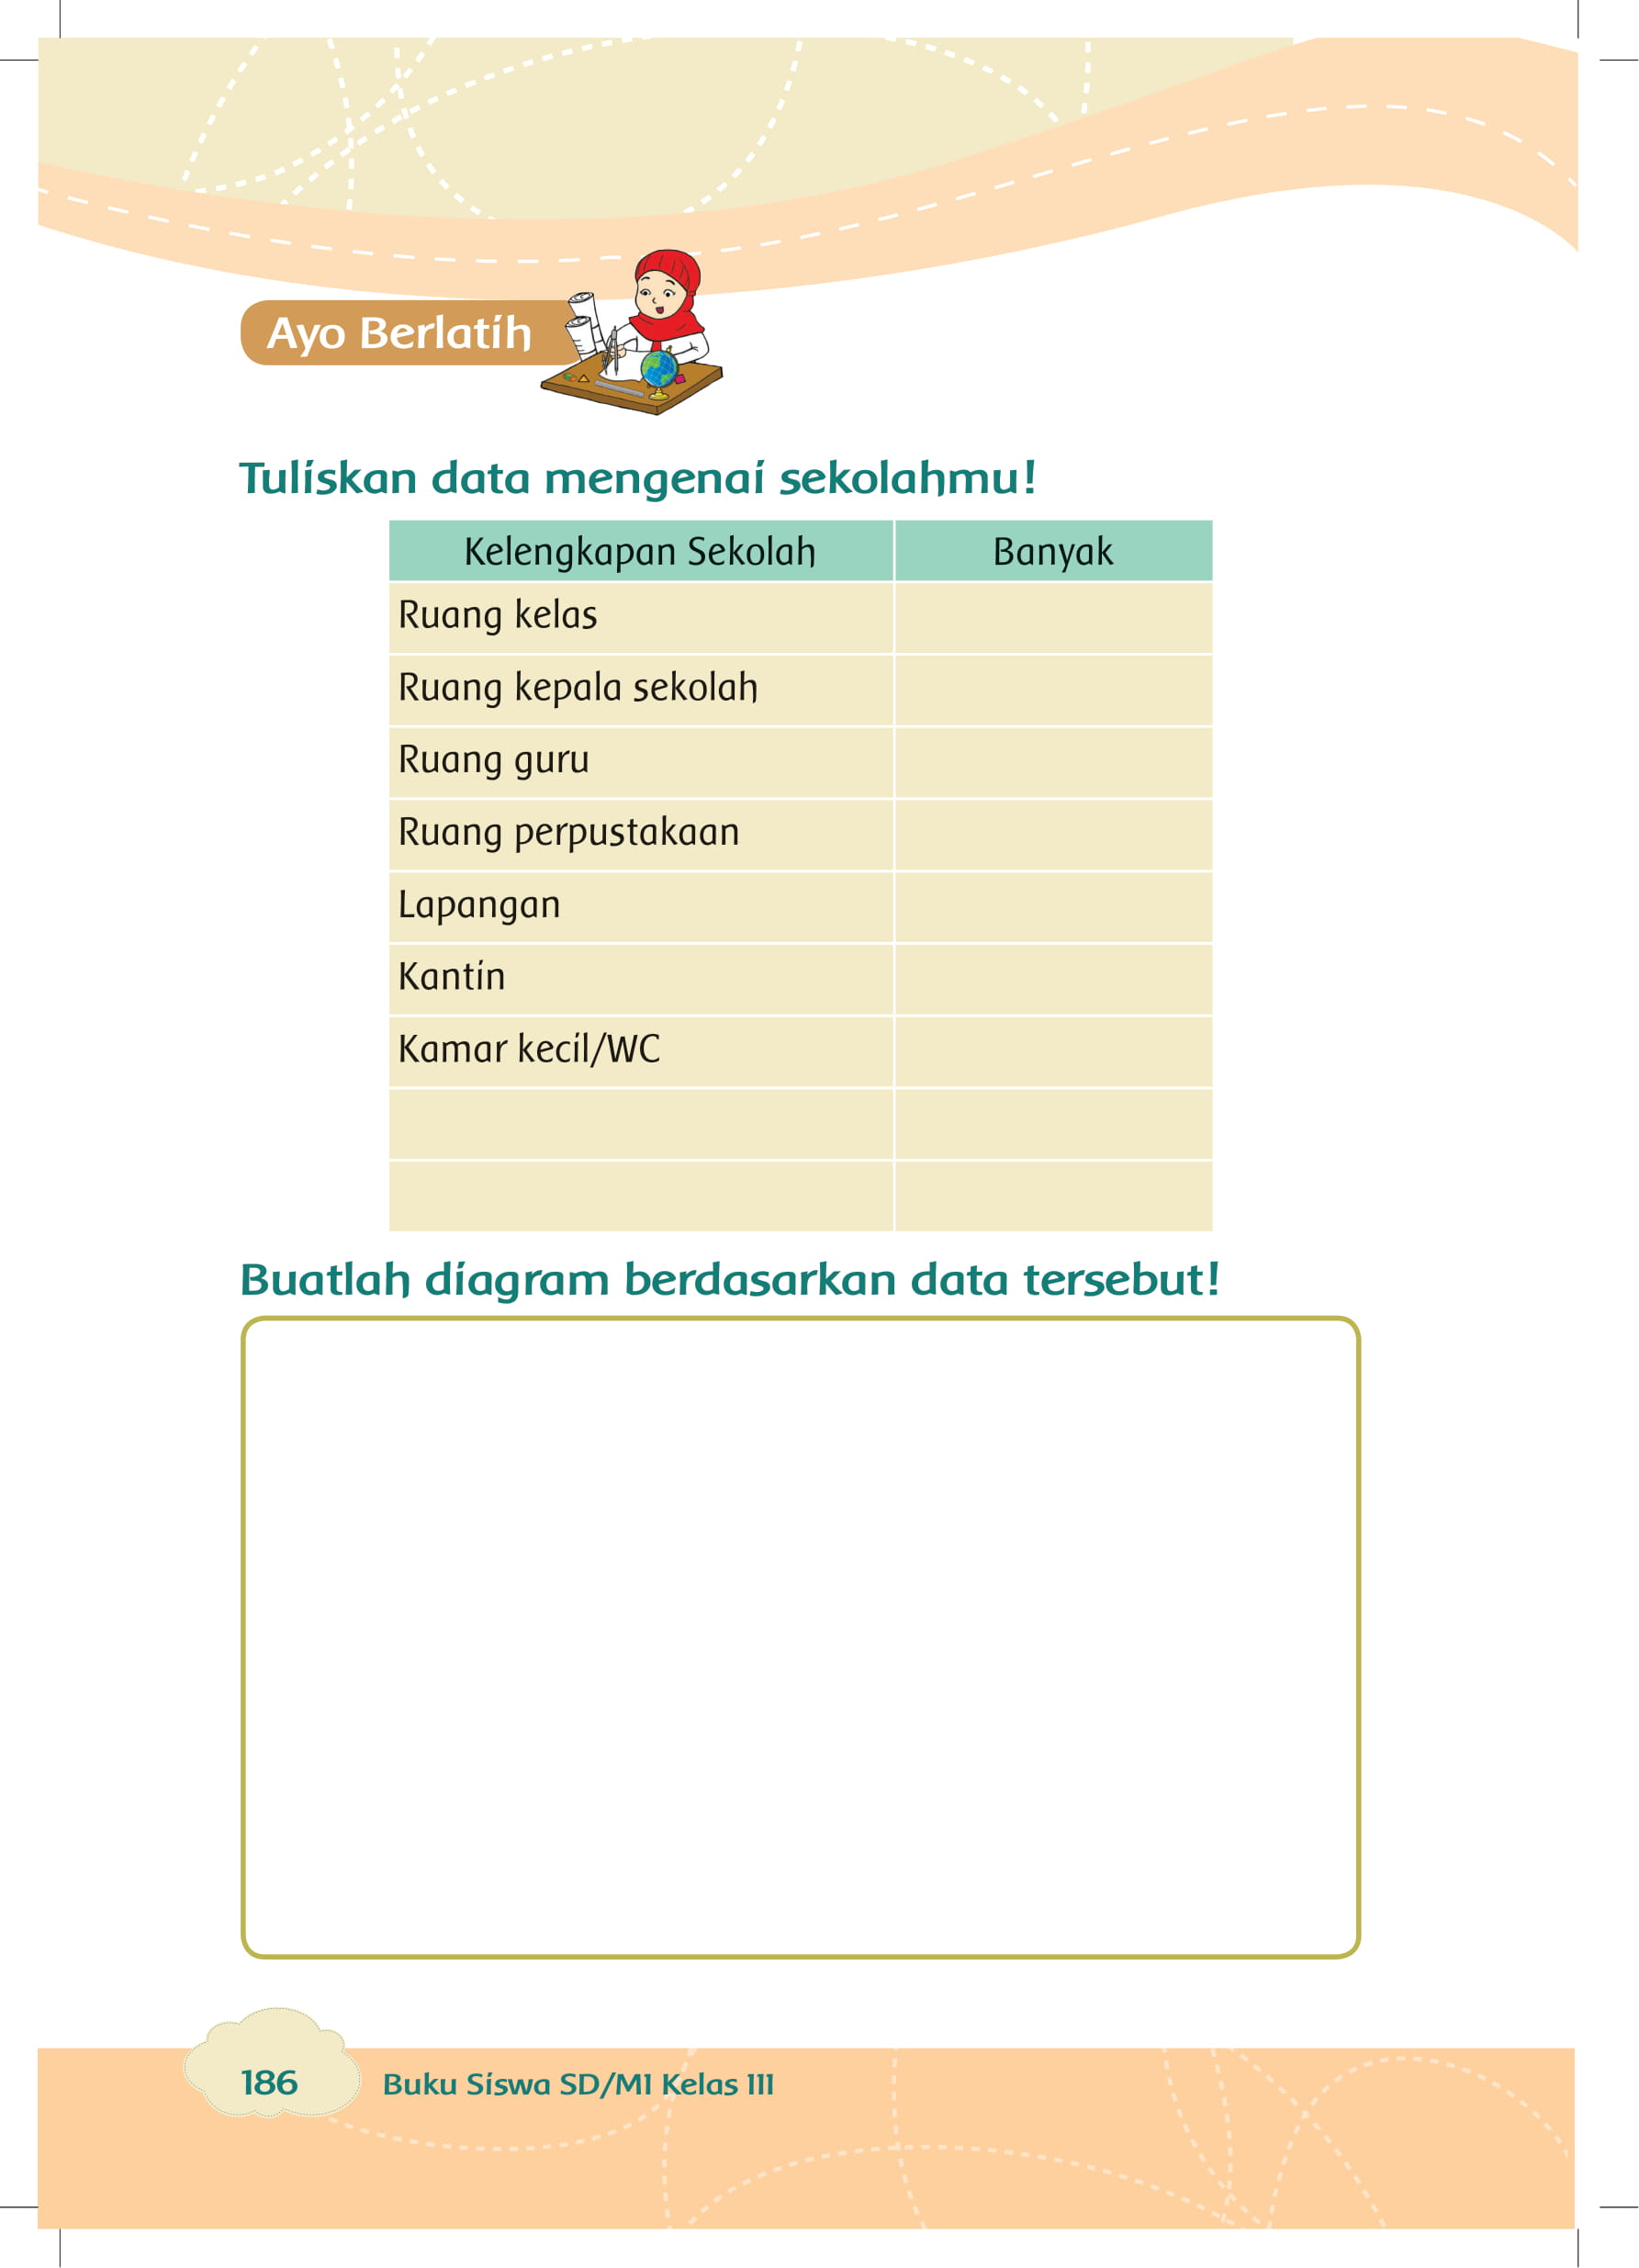 Ayo Berlatih
Tuliskan data mengenai sekolahmu!
Kelengkapan Sekolah Banyak
Ruang kelas
Ruang kepala sekolah
Ruang guru
Ruang perpustakaan
Lapangan
Kantin
Kamar kecil/WC
Buatlah diagram berdasarkan data tersebut!
186 Buku Siswa SD/MI Kelas III